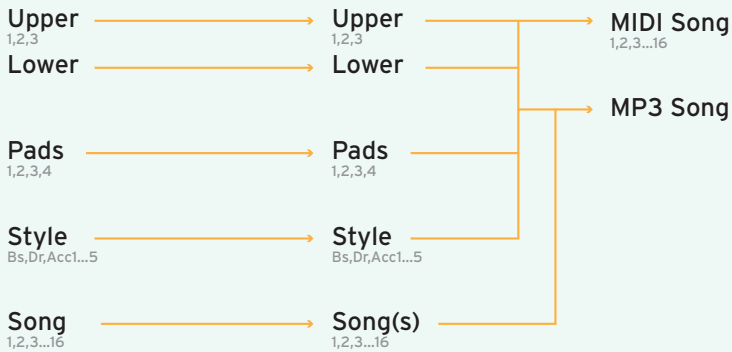 Upper
1,2,3
Upper
1,2,3
MIDI Song
1,2,3...16
Lower
Lower
MP3 Song
Pads
1,2,3,4
Pads
1,2,3,4
Style
Bs,Dr,Acc1...5
Style
Bs,Dr,Acc1...5
Song
1,2,3...16
Song(s)
1,2,3...16